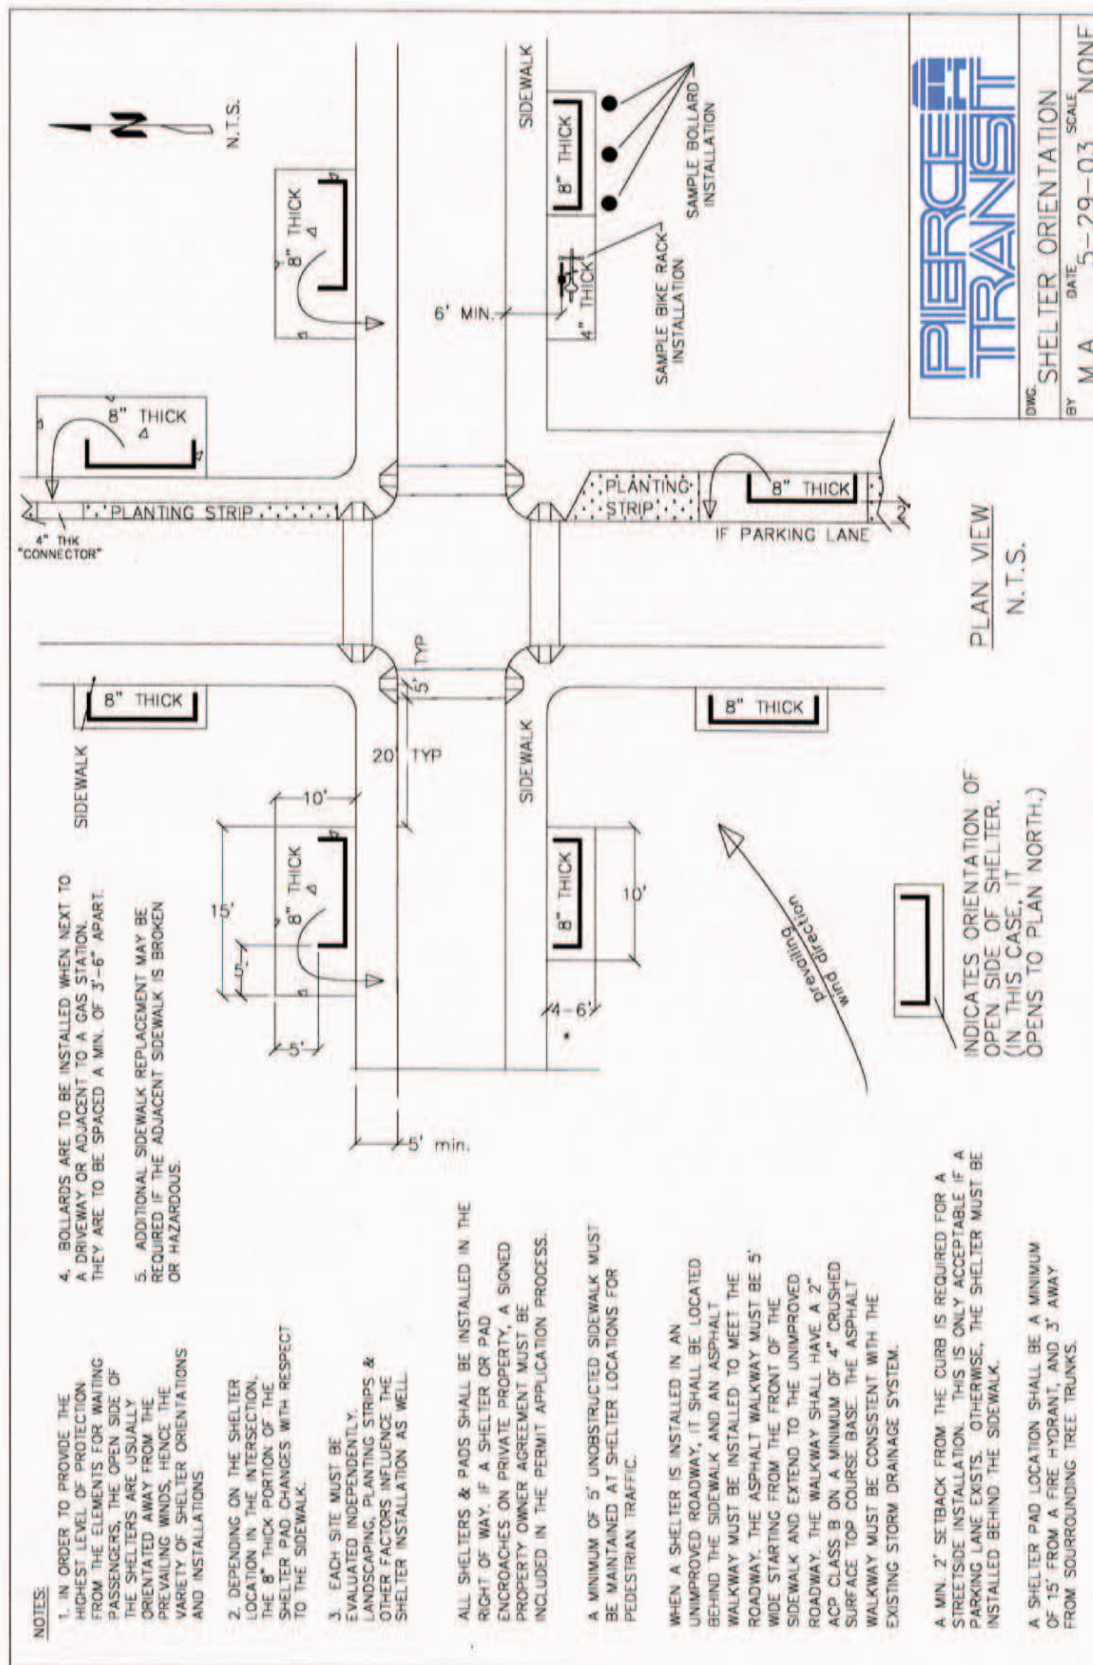 NOTES:
1. IN ORDER TO PROVIDE THE
HIGHEST LEVEL OF PROTECTION
FROM THE ELEMENTS FOR WAITING
PASSENGERS, THE OPEN SIDE OF
THE SHELTERS ARE USUALLY
ORIENTATED AWAY FROM THE
PREVAILING WINDS, HENCE THE
VARIETY OF SHELTER ORIENTATIONS
AND INSTALLATIONS.
2. DEPENDING ON THE SHELTER
LOCATION IN THE INTERSECTION,
THE 8" THICK PORTION OF THE
SHELTER PAD CHANGES WITH RESPECT
TO THE SIDEWALK.
3. EACH SITE MUST BE
EVALUATED INDEPENDENTLY.
LANDSCAPING, PLANTING STRIPS &
OTHER FACTORS INFLUENCE THE
SHELTER INSTALLATION AS WELL.
4. BOLLARDS ARE TO BE INSTALLED WHEN NEXT TO
A DRIVEWAY OR ADJACENT TO A GAS STATION.
THEY ARE TO BE SPACED A MIN. OF 3'-6" APART.
5. ADDITIONAL SIDEWALK REPLACEMENT MAY BE
REQUIRED IF THE ADJACENT SIDEWALK IS BROKEN
OR HAZARDOUS.
ALL SHELTERS & PADS SHALL BE INSTALLED IN THE
RIGHT OF WAY. IF A SHELTER OR PAD
ENCROACHES ON PRIVATE PROPERTY, A SIGNED
PROPERTY OWNER AGREEMENT MUST BE
INCLUDED IN THE PERMIT APPLICATION PROCESS.
A MINIMUM OF 5' UNOBSTRUCTED SIDEWALK MUST
BE MAINTAINED AT SHELTER LOCATIONS FOR
PEDESTRIAN TRAFFIC.
WHEN A SHELTER IS INSTALLED IN AN
UNIMPROVED ROADWAY, IT SHALL BE LOCATED
BEHIND THE SIDEWALK AND AN ASPHALT
WALKWAY MUST BE INSTALLED TO MEET THE
ROADWAY. THE ASPHALT WALKWAY MUST BE 5'
WIDE STARTING FROM THE FRONT OF THE
SIDEWALK AND EXTEND TO THE UNIMPROVED
ROADWAY. THE WALKWAY SHALL HAVE A 2"
ACP CLASS B ON A MINIMUM OF 4" CRUSHED
SURFACE TOP COURSE BASE. THE ASPHALT
WALKWAY MUST BE CONSISTENT WITH THE
EXISTING STORM DRAINAGE SYSTEM.
A MIN. 2' SETBACK FROM THE CURB IS REQUIRED FOR A
STREETSIDE INSTALLATION. THIS IS ONLY ACCEPTABLE IF A
PARKING LANE EXISTS. OTHERWISE, THE SHELTER MUST BE
INSTALLED BEHIND THE SIDEWALK.
A SHELTER PAD LOCATION SHALL BE A MINIMUM
OF 15' FROM A FIRE HYDRANT, AND 3' AWAY
FROM SOURROUNDING TREE TRUNKS.
SIDEWALK
8" THICK
4" THK
"CONNECTOR"
PLANTING STRIP
8" THICK
8" THICK
N
N.T.S.
15'
10'
5'
5'
8" THICK
20' TYP
5' TYP
5' min.
SIDEWALK
8" THICK
4-6'
*
10'
6' MIN.
SIDEWALK
8" THICK
4" THICK
SAMPLE BIKE RACK
INSTALLATION
SAMPLE BOLLARD
INSTALLATION
8" THICK
PLANTING
STRIP
8" THICK
IF PARKING LANE
2'
prevailing
wind direction
INDICATES ORIENTATION OF
OPEN SIDE OF SHELTER.
(IN THIS CASE, IT
OPENS TO PLAN NORTH.)
PLAN VIEW
N.T.S.
PIERCE
TRANSIT
DWG. SHELTER ORIENTATION
BY M A DATE 5-29-03 SCALE NONE